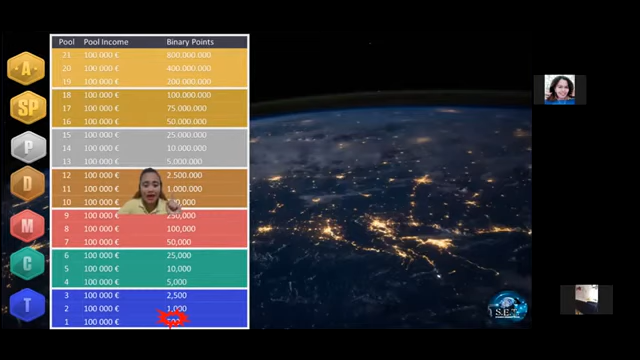 Pool Pool Income Binary Points
21 100 000 € 800.000.000
20 100 000 € 400.000.000
19 100 000 € 200 000.000
18 100 000 € 100.000.000
17 100 000 € 75.000.000
16 100 000 € 50.000.000
15 100 000 € 25.000.000
14 100 000 € 10.000.000
13 100 000 € 5,000.000
12 100 000 € 2.500.000
11 100 000 € 1.000.000
10 100 000 €
9 100 000 € 250,000
8 100 000 € 100,000
7 100 000 € 50,000
6 100 000 € 25,000
5 100 000 € 10,000
4 100 000 € 5,000
3 100 000 € 2,500
2 100 000 € 1,000
1 100 000 €
A
SP
P
D
M
C
T